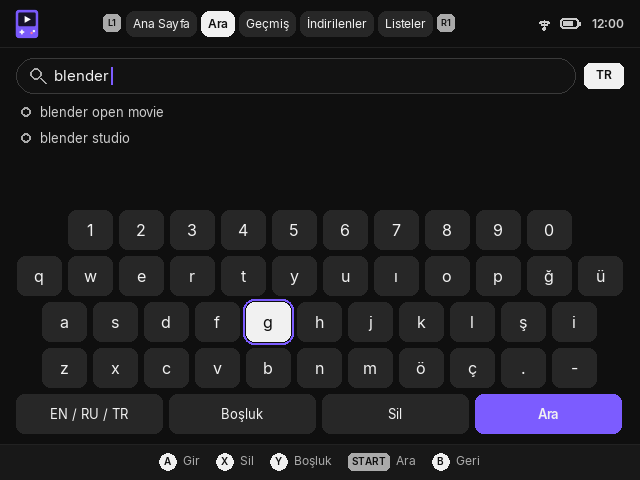 L1 Ana Sayfa Ara Geçmiş İndirilenler Listeler R1 12:00
blender TR
blender open movie
blender studio
1 2 3 4 5 6 7 8 9 0
q w e r t y u ı o p ğ ü
a s d f g h j k l ş i
z x c v b n m ö ç . -
EN / RU / TR Boşluk Sil Ara
A Gir X Sil Y Boşluk START Ara B Geri